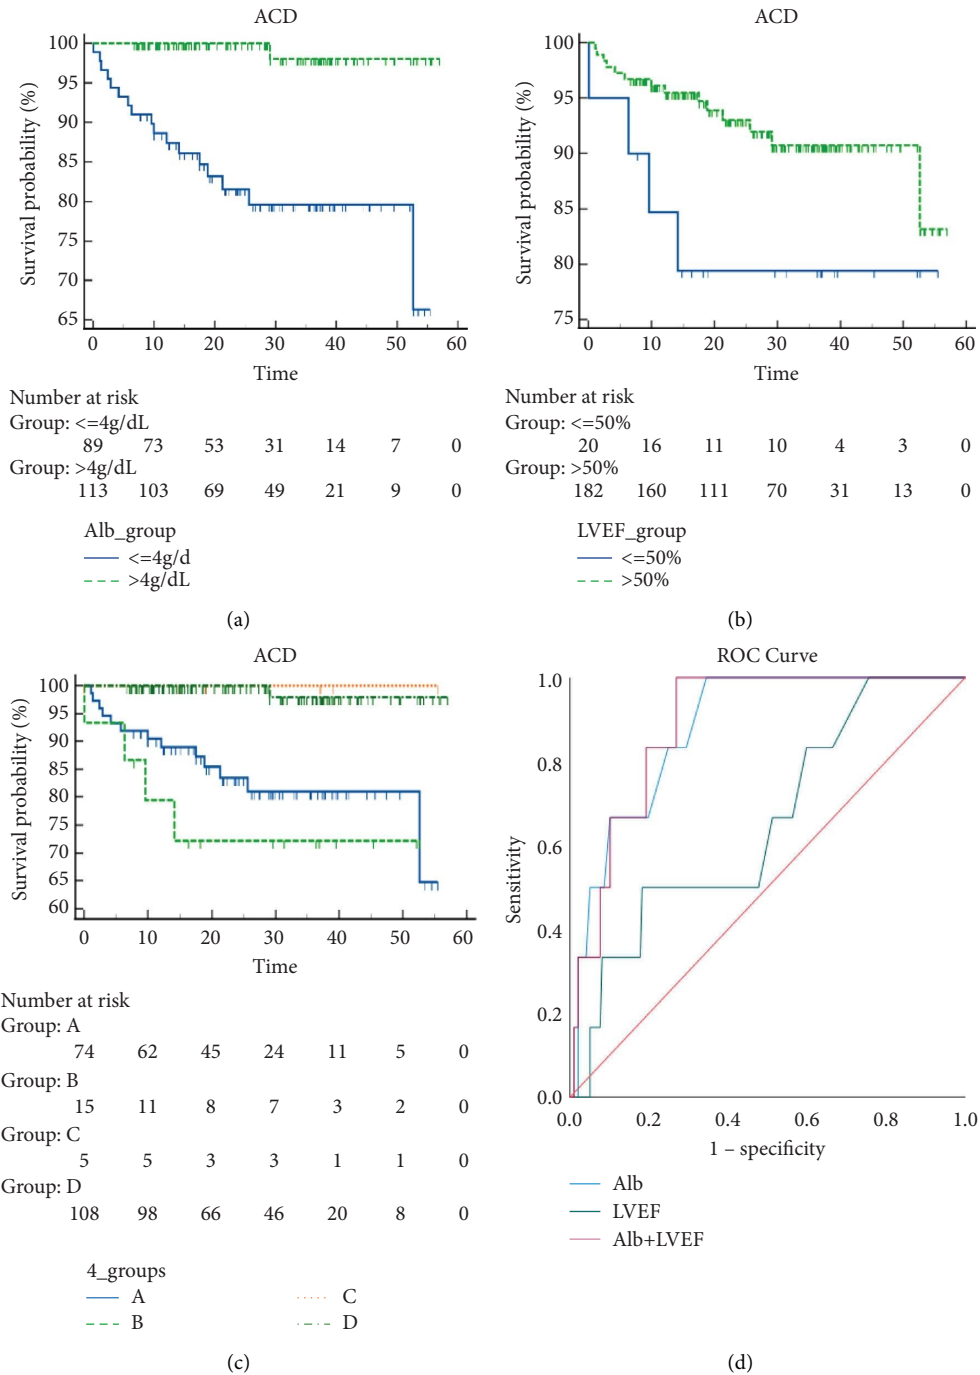 ACD
Survival probability (%)
100
95
90
85
80
75
70
65
0 10 20 30 40 50 60
Time
Number at risk
Group: <=4g/dL
89 73 53 31 14 7 0
Group: >4g/dL
113 103 69 49 21 9 0
Alb_group
<=4g/d
>4g/dL
(a)
ACD
Survival probability (%)
100
95
90
85
80
75
0 10 20 30 40 50 60
Time
Number at risk
Group: <=50%
20 16 11 10 4 3 0
Group: >50%
182 160 111 70 31 13 0
LVEF_group
<=50%
>50%
(b)
ACD
Survival probability (%)
100
95
90
85
80
75
70
65
60
0 10 20 30 40 50 60
Time
Number at risk
Group: A
74 62 45 24 11 5 0
Group: B
15 11 8 7 3 2 0
Group: C
5 5 3 3 1 1 0
Group: D
108 98 66 46 20 8 0
4_groups
A
B
C
D
(c)
ROC Curve
Sensitivity
1.0
0.8
0.6
0.4
0.2
0.0
0.0 0.2 0.4 0.6 0.8 1.0
1 – specificity
Alb
LVEF
Alb+LVEF
(d)